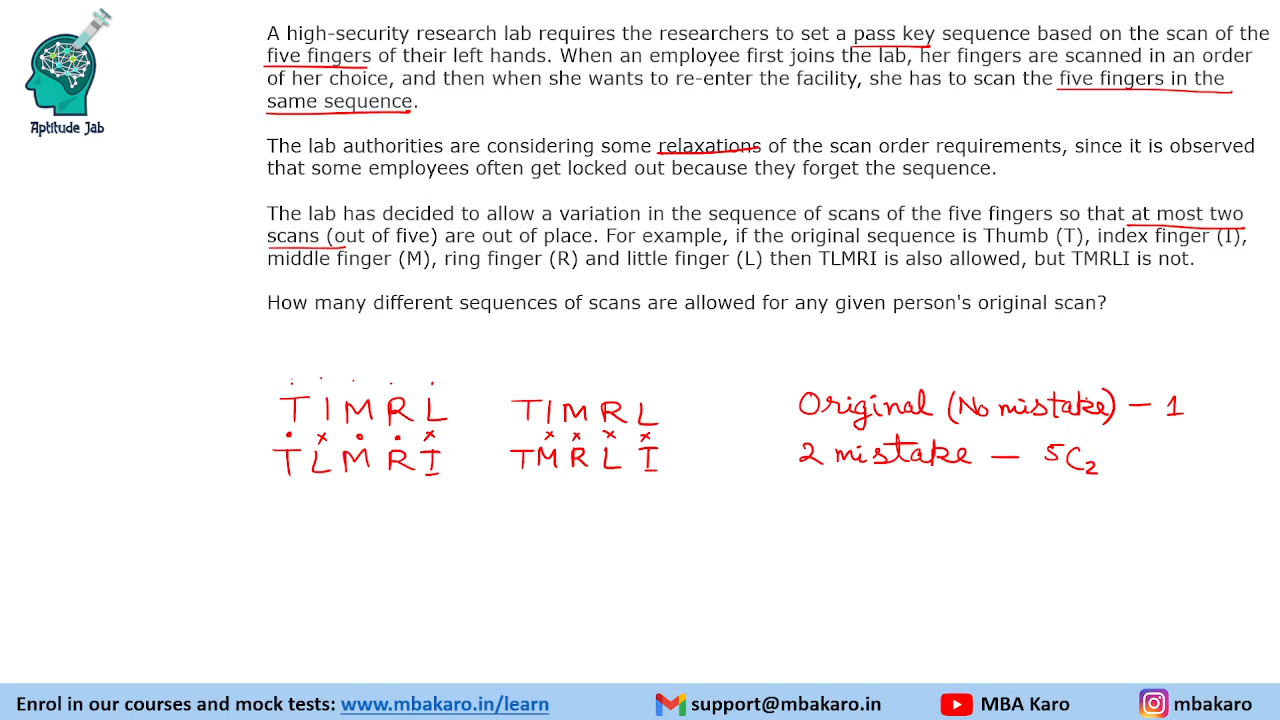 A high-security research lab requires the researchers to set a pass key sequence based on the scan of the
five fingers of their left hands. When an employee first joins the lab, her fingers are scanned in an order
of her choice, and then when she wants to re-enter the facility, she has to scan the five fingers in the
same sequence.
Aptitude Jab
The lab authorities are considering some relaxations of the scan order requirements, since it is observed
that some employees often get locked out because they forget the sequence.
The lab has decided to allow a variation in the sequence of scans of the five fingers so that at most two
scans (out of five) are out of place. For example, if the original sequence is Thumb (T), index finger (I),
middle finger (M), ring finger (R) and little finger (L) then TLMRI is also allowed, but TMRLI is not.
How many different sequences of scans are allowed for any given person's original scan?
T I M R L
T L M R I
T I M R L
T M R L I
Original (No mistake) – 1
2 mistake – 5C2
Enrol in our courses and mock tests: www.mbakaro.in/learn
support@mbakaro.in
MBA Karo
mbakaro